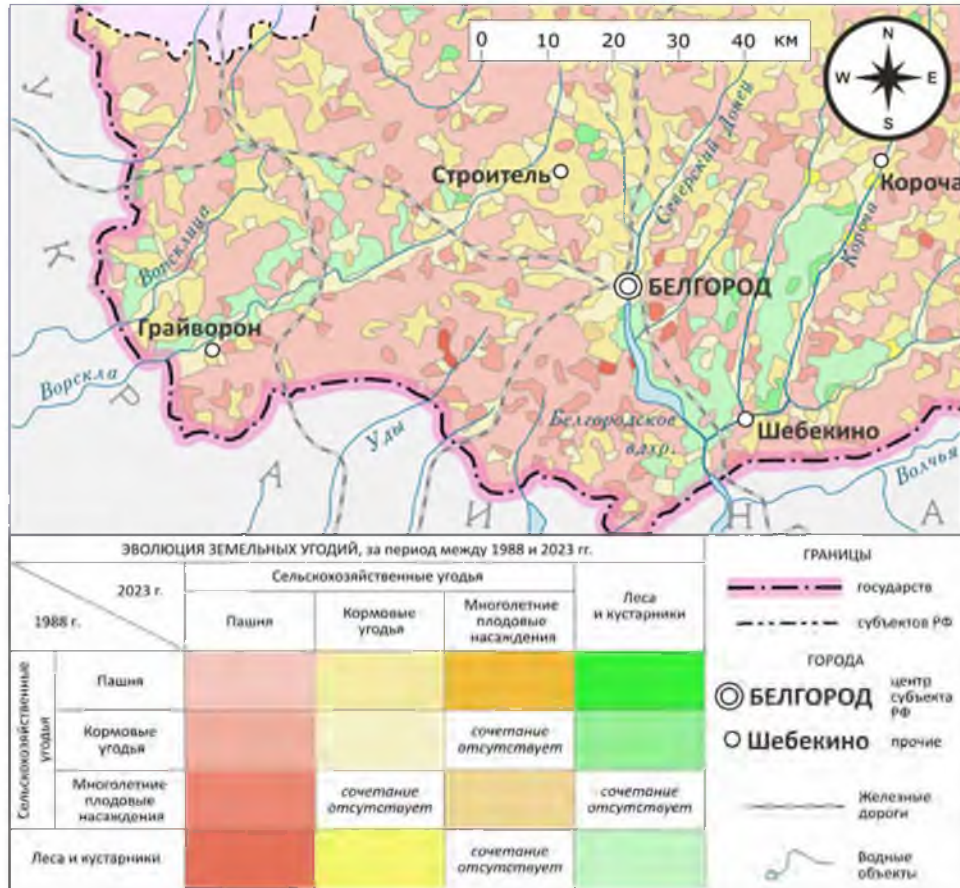 0 10 20 30 40 км
N
W E
S
У
К
Р
А
И
Н
А
Строитель
Северский Донец
Короча
Короча
Ворсклица
БЕЛГОРОД
Грайворон
Ворскла
Уды
Белгородское
вдхр.
Шебекино
Волчья
ЭВОЛЮЦИЯ ЗЕМЕЛЬНЫХ УГОДИЙ, за период между 1988 и 2023 гг.
2023 г.
1988 г.
Сельскохозяйственные угодья
Пашня
Кормовые
угодья
Многолетние
плодовые
насаждения
Леса
и кустарники
Сельскохозяйственные
угодья
Пашня
Кормовые
угодья
сочетание
отсутствует
Многолетние
плодовые
насаждения
сочетание
отсутствует
сочетание
отсутствует
Леса и кустарники
сочетание
отсутствует
ГРАНИЦЫ
государств
субъектов РФ
ГОРОДА
БЕЛГОРОД
центр
субъекта
РФ
Шебекино
прочие
Железные
дороги
Водные
объекты